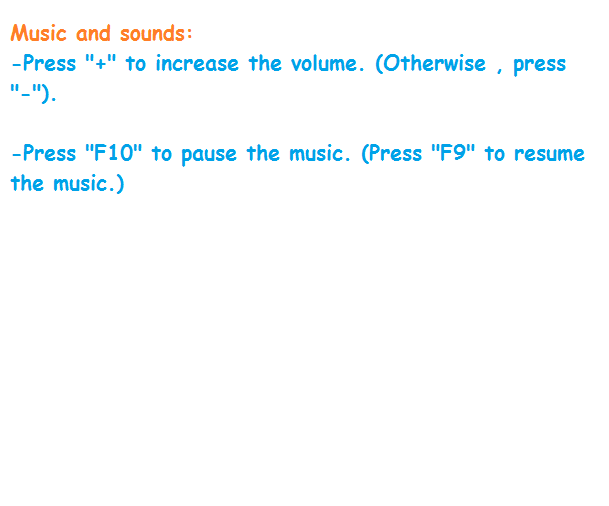 Music and sounds:
-Press "+" to increase the volume. (Otherwise , press
"-").
-Press "F10" to pause the music. (Press "F9" to resume
the music.)